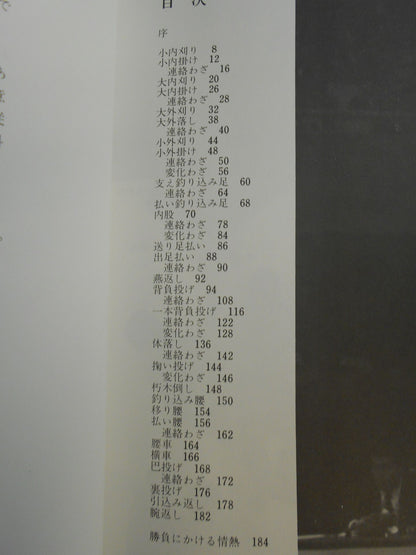 目次
序
小内刈り 8
小内掛け 12
連絡わざ 16
大内刈り 20
大内掛け 26
連絡わざ 28
大外刈り 32
大外落し 38
連絡わざ 40
小外刈り 44
小外掛け 48
連絡わざ 50
変化わざ 56
支え釣り込み足 60
連絡わざ 64
払い釣り込み足 68
内股 70
連絡わざ 78
変化わざ 84
送り足払い 86
出足払い 88
連絡わざ 90
燕返し 92
背負投げ 94
連絡わざ 108
一本背負投げ 116
連絡わざ 122
変化わざ 128
体落し 136
連絡わざ 142
掬い投げ 144
変化わざ 146
朽木倒し 148
釣り込み腰 150
移り腰 154
払い腰 156
連絡わざ 162
腰車 164
横車 166
巴投げ 168
連絡わざ 172
裏投げ 176
引込み返し 178
腕返し 182
勝負にかける情熱 184